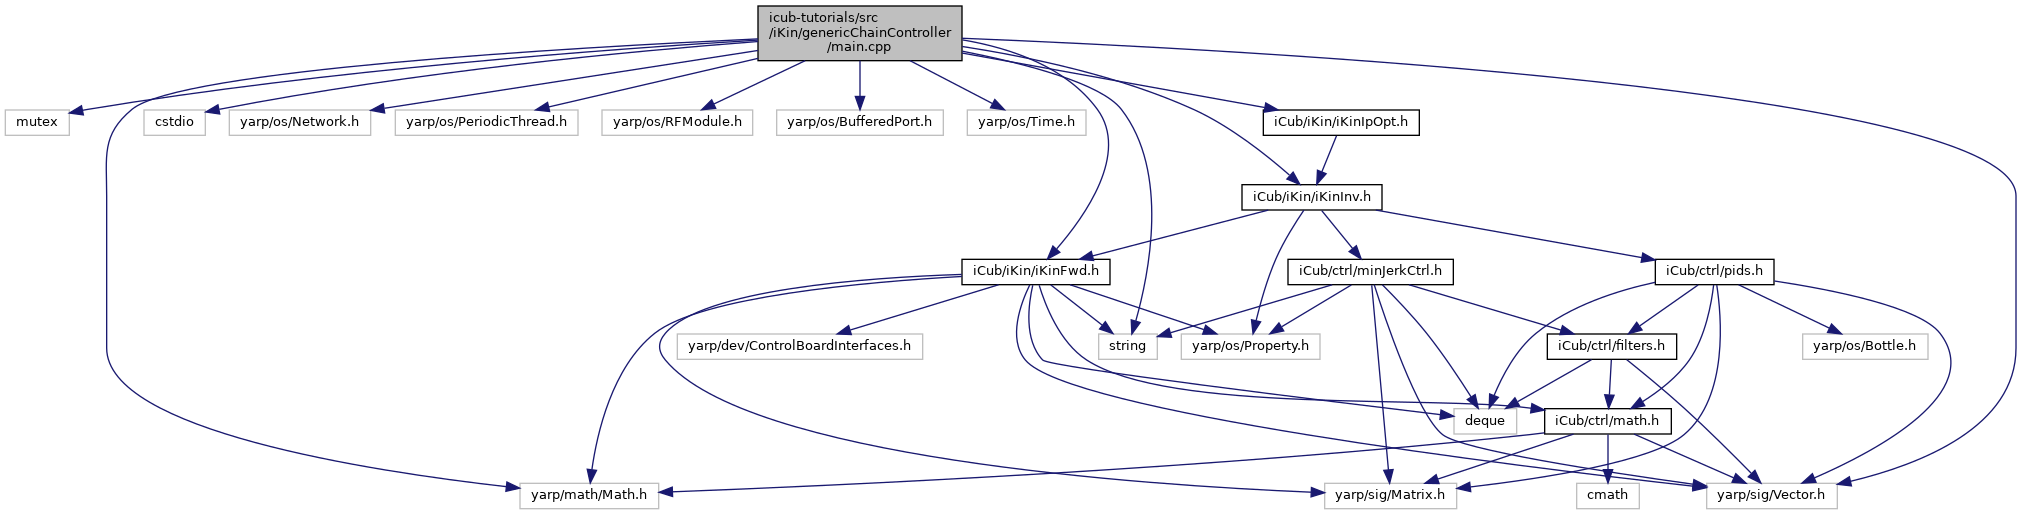 icub-tutorials/src
/iKin/genericChainController
/main.cpp
mutex
cstdio
yarp/os/Network.h
yarp/os/PeriodicThread.h
yarp/os/RFModule.h
yarp/os/BufferedPort.h
yarp/os/Time.h
iCub/iKin/iKinIpOpt.h
iCub/iKin/iKinInv.h
iCub/iKin/iKinFwd.h
iCub/ctrl/minJerkCtrl.h
iCub/ctrl/pids.h
yarp/dev/ControlBoardInterfaces.h
string
yarp/os/Property.h
iCub/ctrl/filters.h
yarp/os/Bottle.h
deque
iCub/ctrl/math.h
yarp/math/Math.h
yarp/sig/Matrix.h
cmath
yarp/sig/Vector.h